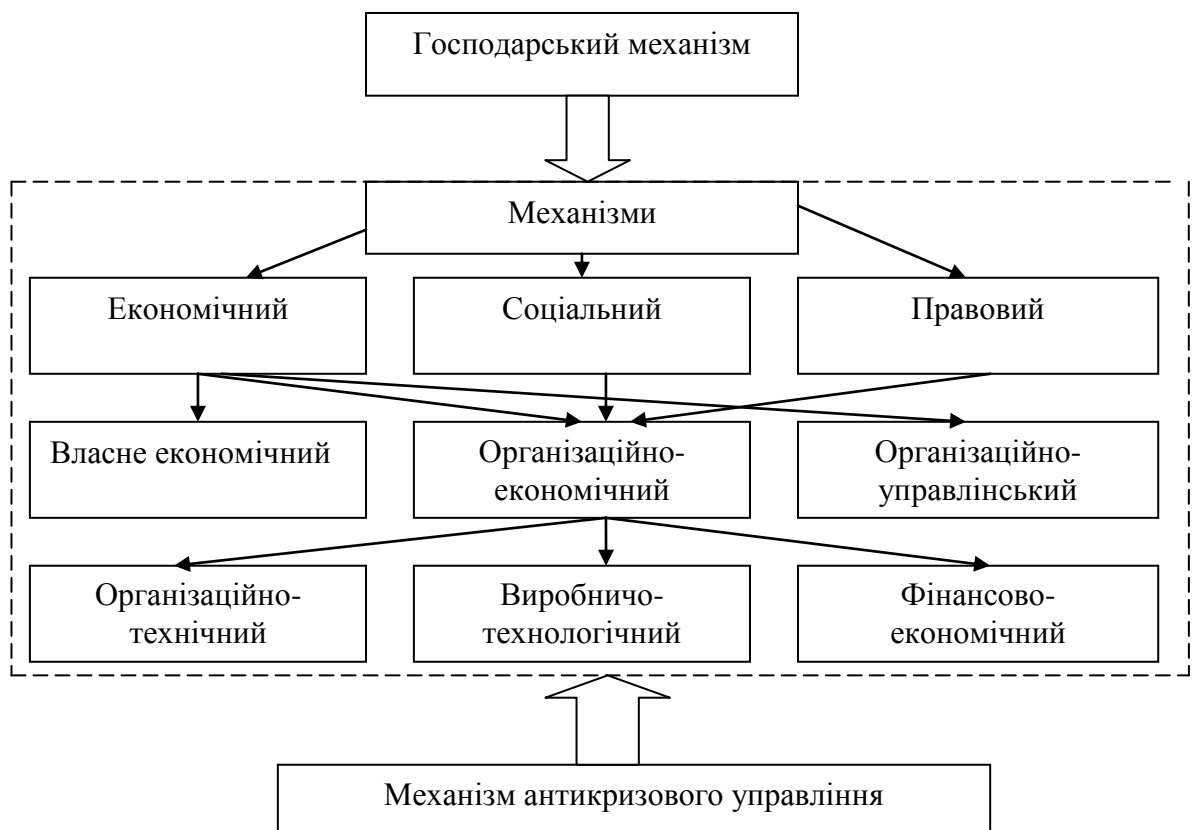 Господарський механізм
Механізми
Економічний
Соціальний
Правовий
Власне економічний
Організаційно-
економічний
Організаційно-
управлінський
Організаційно-
технічний
Виробничо-
технологічний
Фінансово-
економічний
Механізм антикризового управління